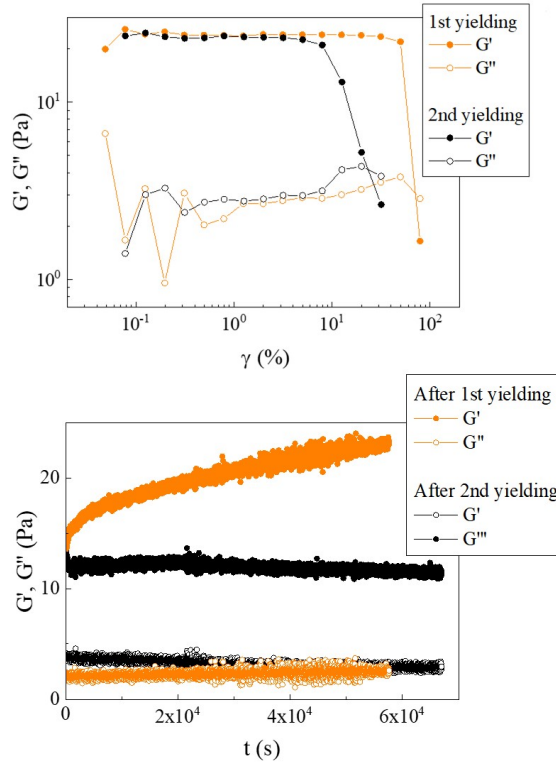 1st yielding
G'
G"
2nd yielding
G'
G"
G', G" (Pa)
10¹
10⁰
10⁻¹
10⁰
10¹
10²
γ (%)
After 1st yielding
G'
G"
After 2nd yielding
G'
G"'
G', G" (Pa)
20
10
0
0
2x10⁴
4x10⁴
6x10⁴
t (s)